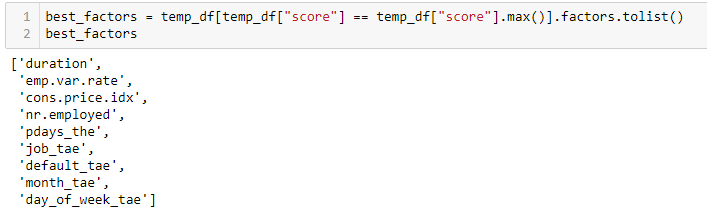 1 best_factors = temp_df[temp_df["score"] == temp_df["score"].max()].factors.tolist()
2 best_factors
['duration',
'emp.var.rate',
'cons.price.idx',
'nr.employed',
'pdays_the',
'job_tae',
'default_tae',
'month_tae',
'day_of_week_tae']